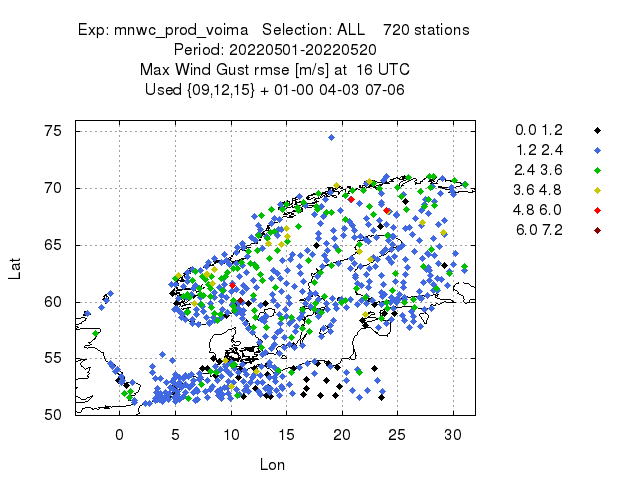 Exp: mnwc_prod_voima Selection: ALL 720 stations
Period: 20220501-20220520
Max Wind Gust rmse [m/s] at 16 UTC
Used {09,12,15} + 01-00 04-03 07-06
0.0 1.2
1.2 2.4
2.4 3.6
3.6 4.8
4.8 6.0
6.0 7.2
75
70
65
60
55
50
Lat
0 5 10 15 20 25 30
Lon